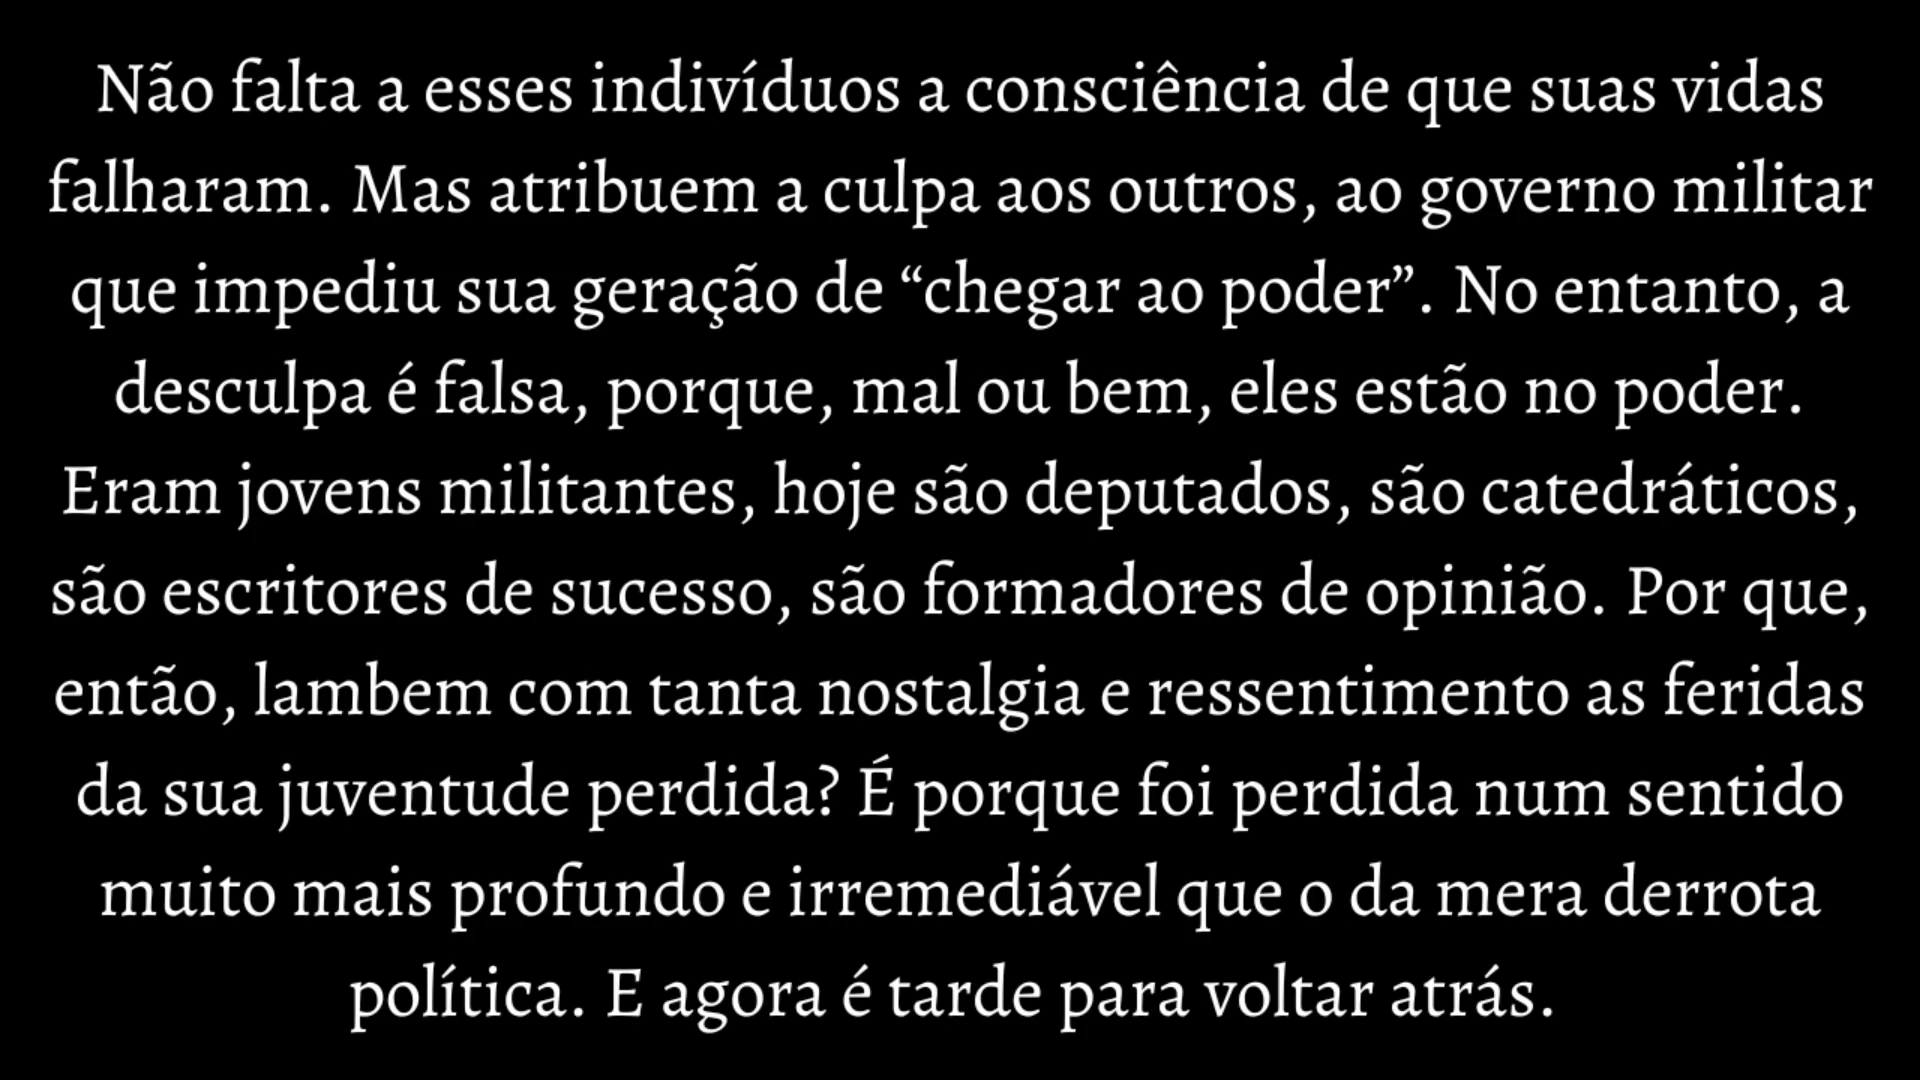 Não falta a esses indivíduos a consciência de que suas vidas
falharam. Mas atribuem a culpa aos outros, ao governo militar
que impediu sua geração de “chegar ao poder”. No entanto, a
desculpa é falsa, porque, mal ou bem, eles estão no poder.
Eram jovens militantes, hoje são deputados, são catedráticos,
são escritores de sucesso, são formadores de opinião. Por que,
então, lambem com tanta nostalgia e ressentimento as feridas
da sua juventude perdida? É porque foi perdida num sentido
muito mais profundo e irremediável que o da mera derrota
política. E agora é tarde para voltar atrás.